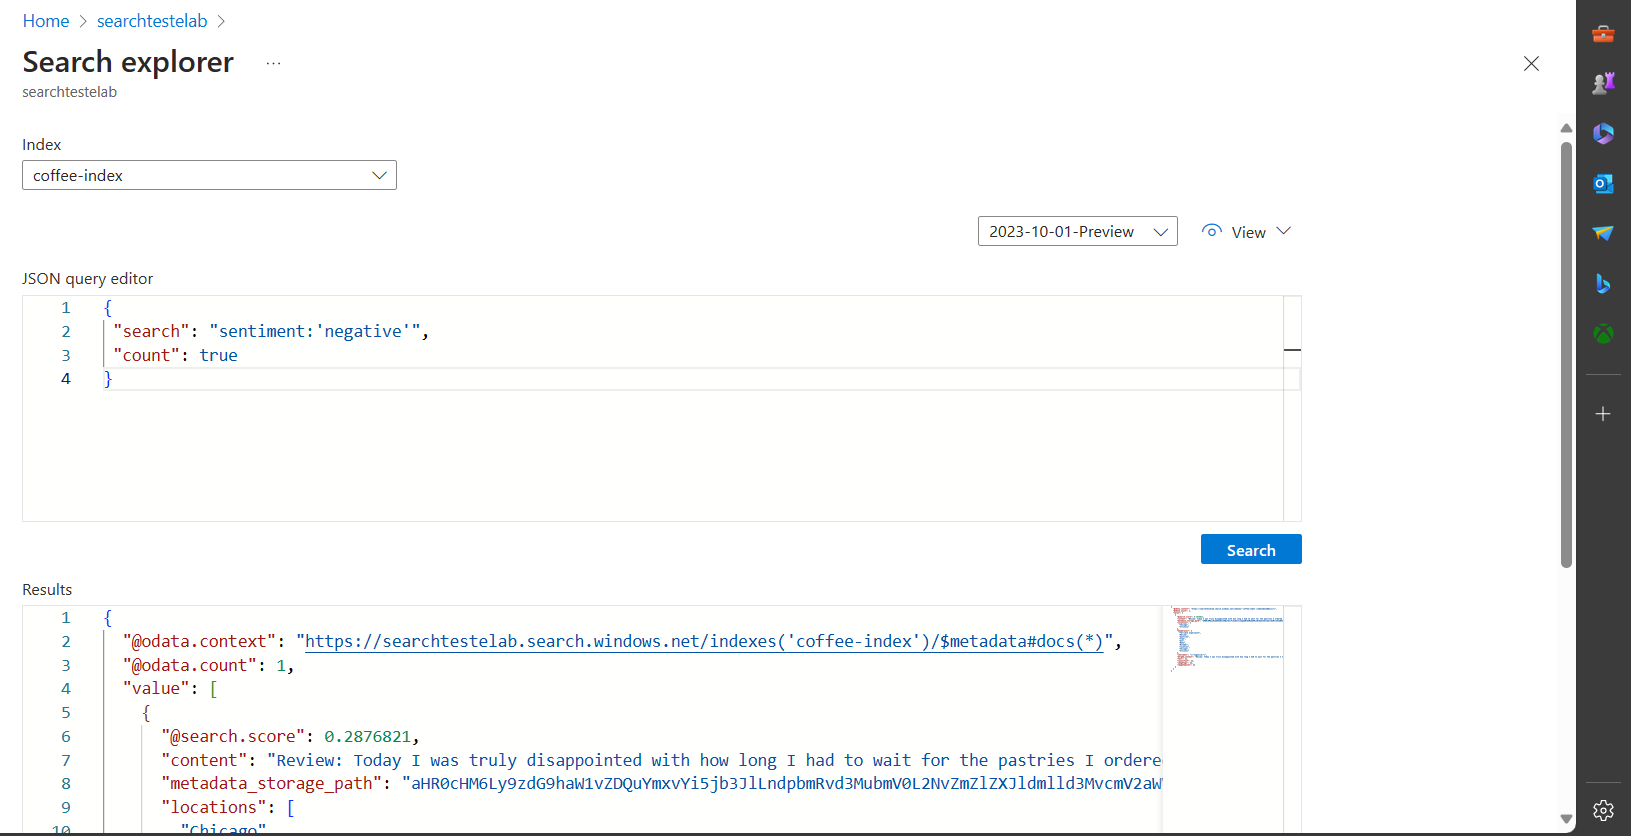 Home > searchtestelab >
Search explorer ...
searchtestelab
Index
coffee-index
2023-10-01-Preview
View
JSON query editor
1 {
2 "search": "sentiment:'negative'",
3 "count": true
4 }
Search
Results
1 {
2 "@odata.context": "https://searchtestelab.search.windows.net/indexes('coffee-index')/$metadata#docs(*)",
3 "@odata.count": 1,
4 "value": [
5 {
6 "@search.score": 0.2876821,
7 "content": "Review: Today I was truly disappointed with how long I had to wait for the pastries I ordere
8 "metadata_storage_path": "aHR0cHM6Ly9zdG9haW1vZDQuYmxvYi5jb3JlLndpbmRvd3MubmV0L2NvZmZlZXJldmlld3MvcmV2aW
9 "locations": [
10 "Chicago"